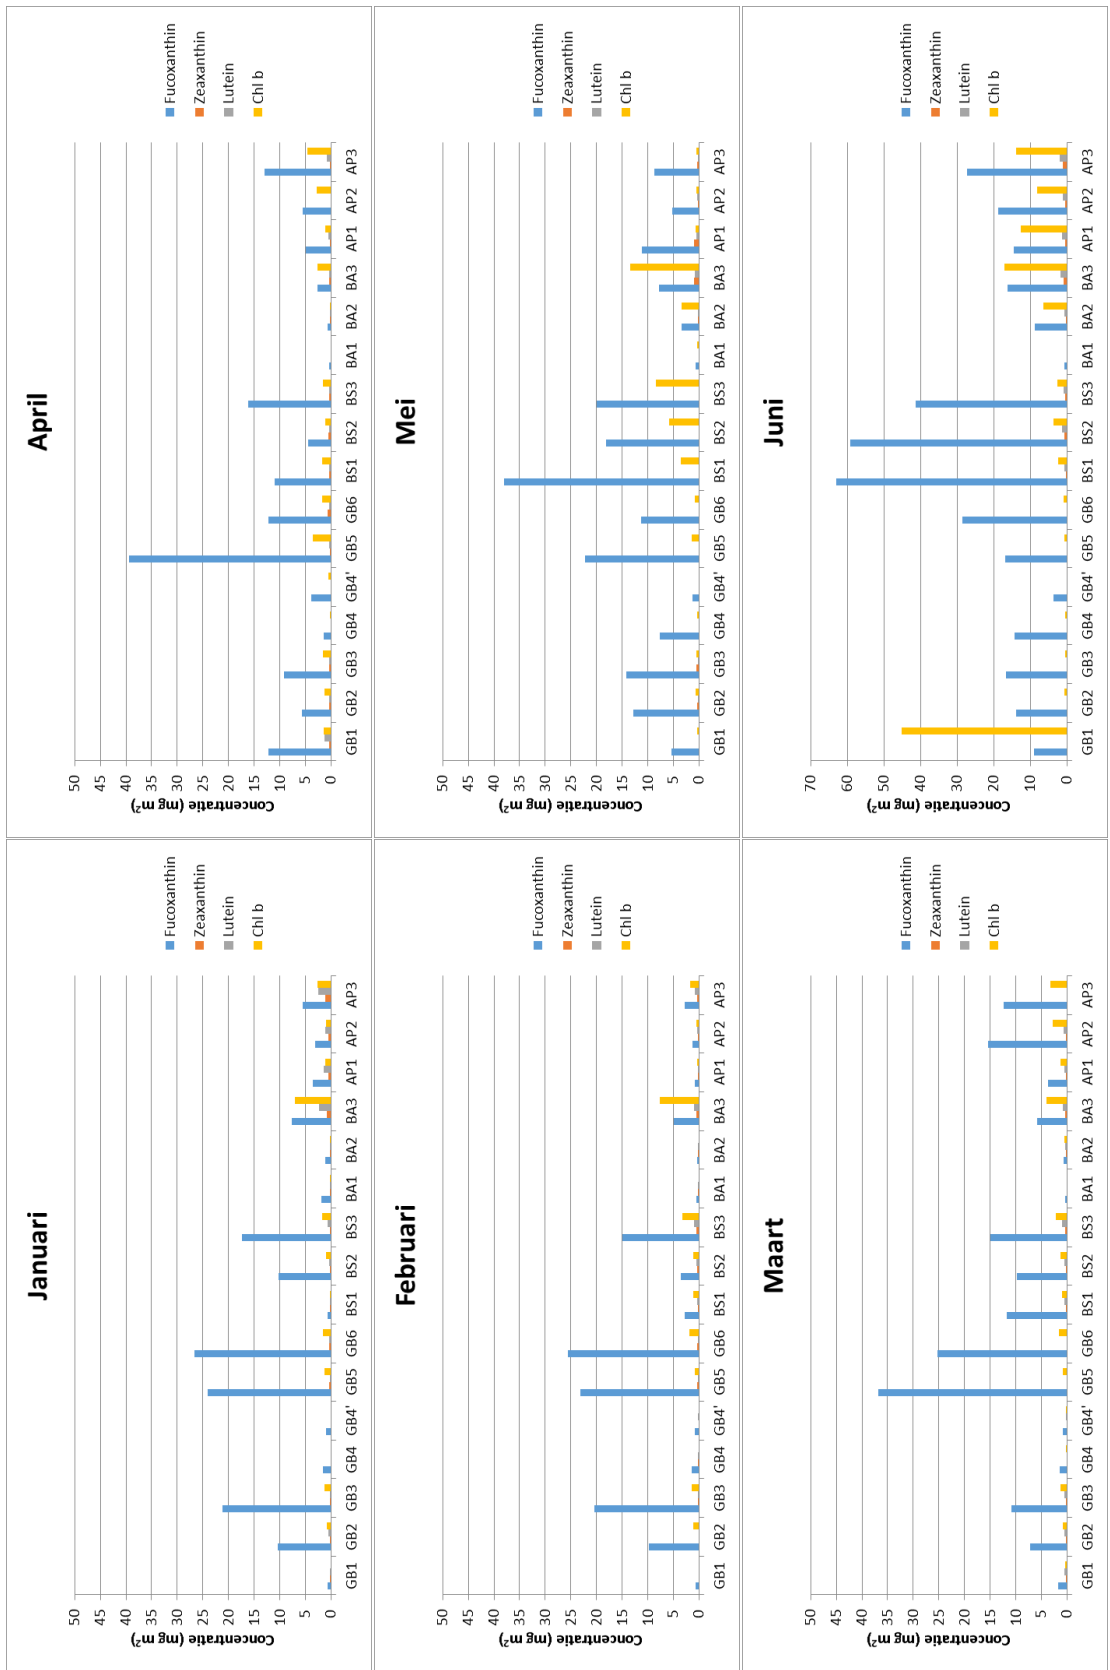 Januari
50
45
40
35
30
25
20
15
10
5
0
Concentratie (mg m²)
GB1 GB2 GB3 GB4 GB4' GB5 GB6 BS1 BS2 BS3 BA1 BA2 BA3 AP1 AP2 AP3
Fucoxanthin
Zeaxanthin
Lutein
Chl b
April
50
45
40
35
30
25
20
15
10
5
0
Concentratie (mg m²)
GB1 GB2 GB3 GB4 GB4' GB5 GB6 BS1 BS2 BS3 BA1 BA2 BA3 AP1 AP2 AP3
Fucoxanthin
Zeaxanthin
Lutein
Chl b
Februari
50
45
40
35
30
25
20
15
10
5
0
Concentratie (mg m²)
GB1 GB2 GB3 GB4 GB4' GB5 GB6 BS1 BS2 BS3 BA1 BA2 BA3 AP1 AP2 AP3
Fucoxanthin
Zeaxanthin
Lutein
Chl b
Mei
50
45
40
35
30
25
20
15
10
5
0
Concentratie (mg m²)
GB1 GB2 GB3 GB4 GB4' GB5 GB6 BS1 BS2 BS3 BA1 BA2 BA3 AP1 AP2 AP3
Fucoxanthin
Zeaxanthin
Lutein
Chl b
Maart
50
45
40
35
30
25
20
15
10
5
0
Concentratie (mg m²)
GB1 GB2 GB3 GB4 GB4' GB5 GB6 BS1 BS2 BS3 BA1 BA2 BA3 AP1 AP2 AP3
Fucoxanthin
Zeaxanthin
Lutein
Chl b
Juni
70
60
50
40
30
20
10
0
Concentratie (mg m²)
GB1 GB2 GB3 GB4 GB4' GB5 GB6 BS1 BS2 BS3 BA1 BA2 BA3 AP1 AP2 AP3
Fucoxanthin
Zeaxanthin
Lutein
Chl b